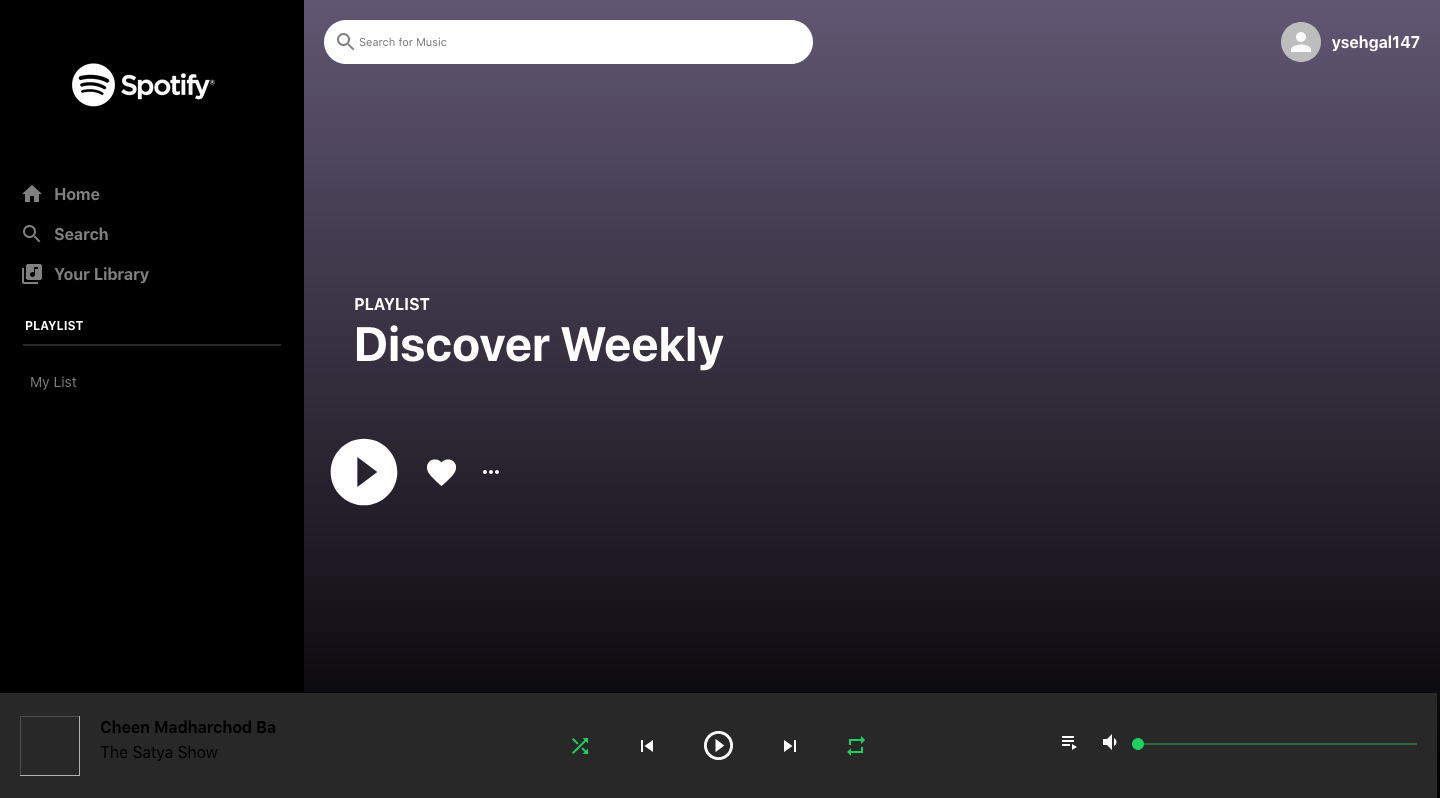 Spotify®
Search for Music
ysehgal147
Home
Search
Your Library
PLAYLIST
My List
PLAYLIST
Discover Weekly
Cheen Madharchod Ba
The Satya Show